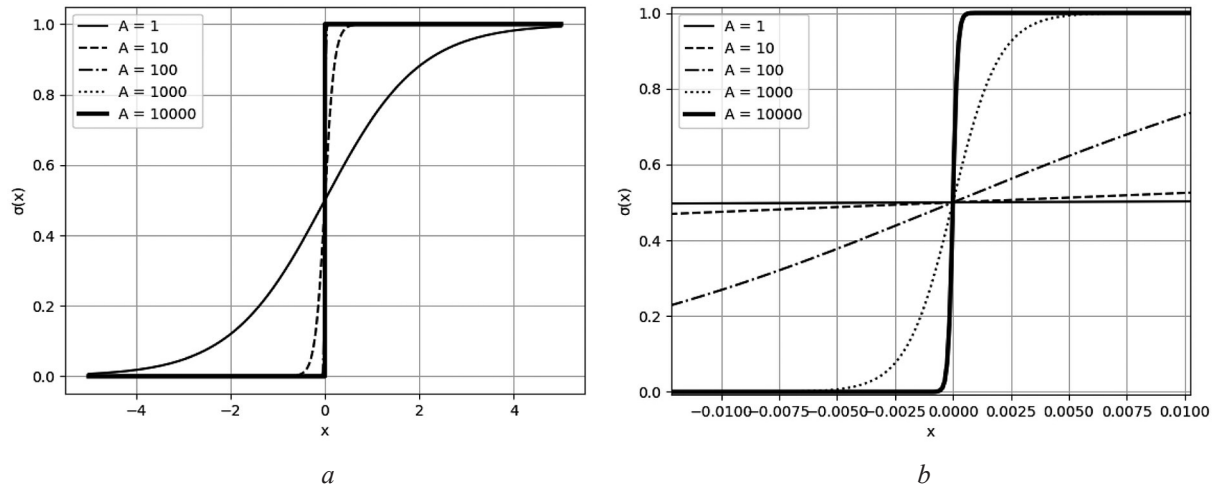 1.0
0.8
0.6
0.4
0.2
0.0
σ(x)
A = 1
A = 10
A = 100
A = 1000
A = 10000
−4 −2 0 2 4
x
a
1.0
0.8
0.6
0.4
0.2
0.0
σ(x)
A = 1
A = 10
A = 100
A = 1000
A = 10000
−0.0100 −0.0075 −0.0050 −0.0025 0.0000 0.0025 0.0050 0.0075 0.0100
x
b